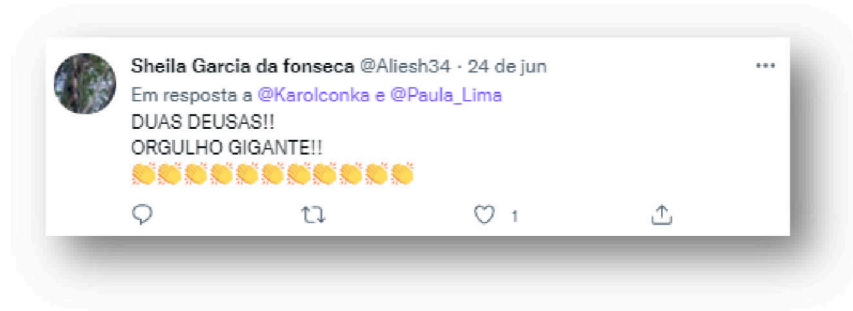 Sheila Garcia da fonseca @Aliesh34 · 24 de jun
Em resposta a @Karolconka e @Paula_Lima
DUAS DEUSAS!!
ORGULHO GIGANTE!!
👏👏👏👏👏👏👏👏👏👏👏
1